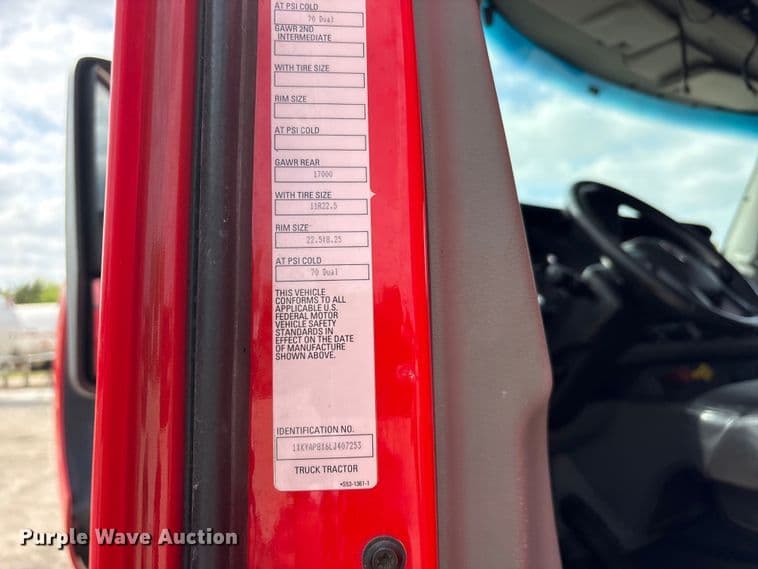 AT PSI COLD
70 Dual
GAWR 2ND
INTERMEDIATE
WITH TIRE SIZE
RIM SIZE
AT PSI COLD
GAWR REAR
17000
WITH TIRE SIZE
11R22.5
RIM SIZE
22.5X8.25
AT PSI COLD
70 Dual
THIS VEHICLE
CONFORMS TO ALL
APPLICABLE U.S.
FEDERAL MOTOR
VEHICLE SAFETY
STANDARDS IN
EFFECT ON THE DATE
OF MANUFACTURE
SHOWN ABOVE.
IDENTIFICATION NO.
TRUCK TRACTOR
Purple Wave Auction